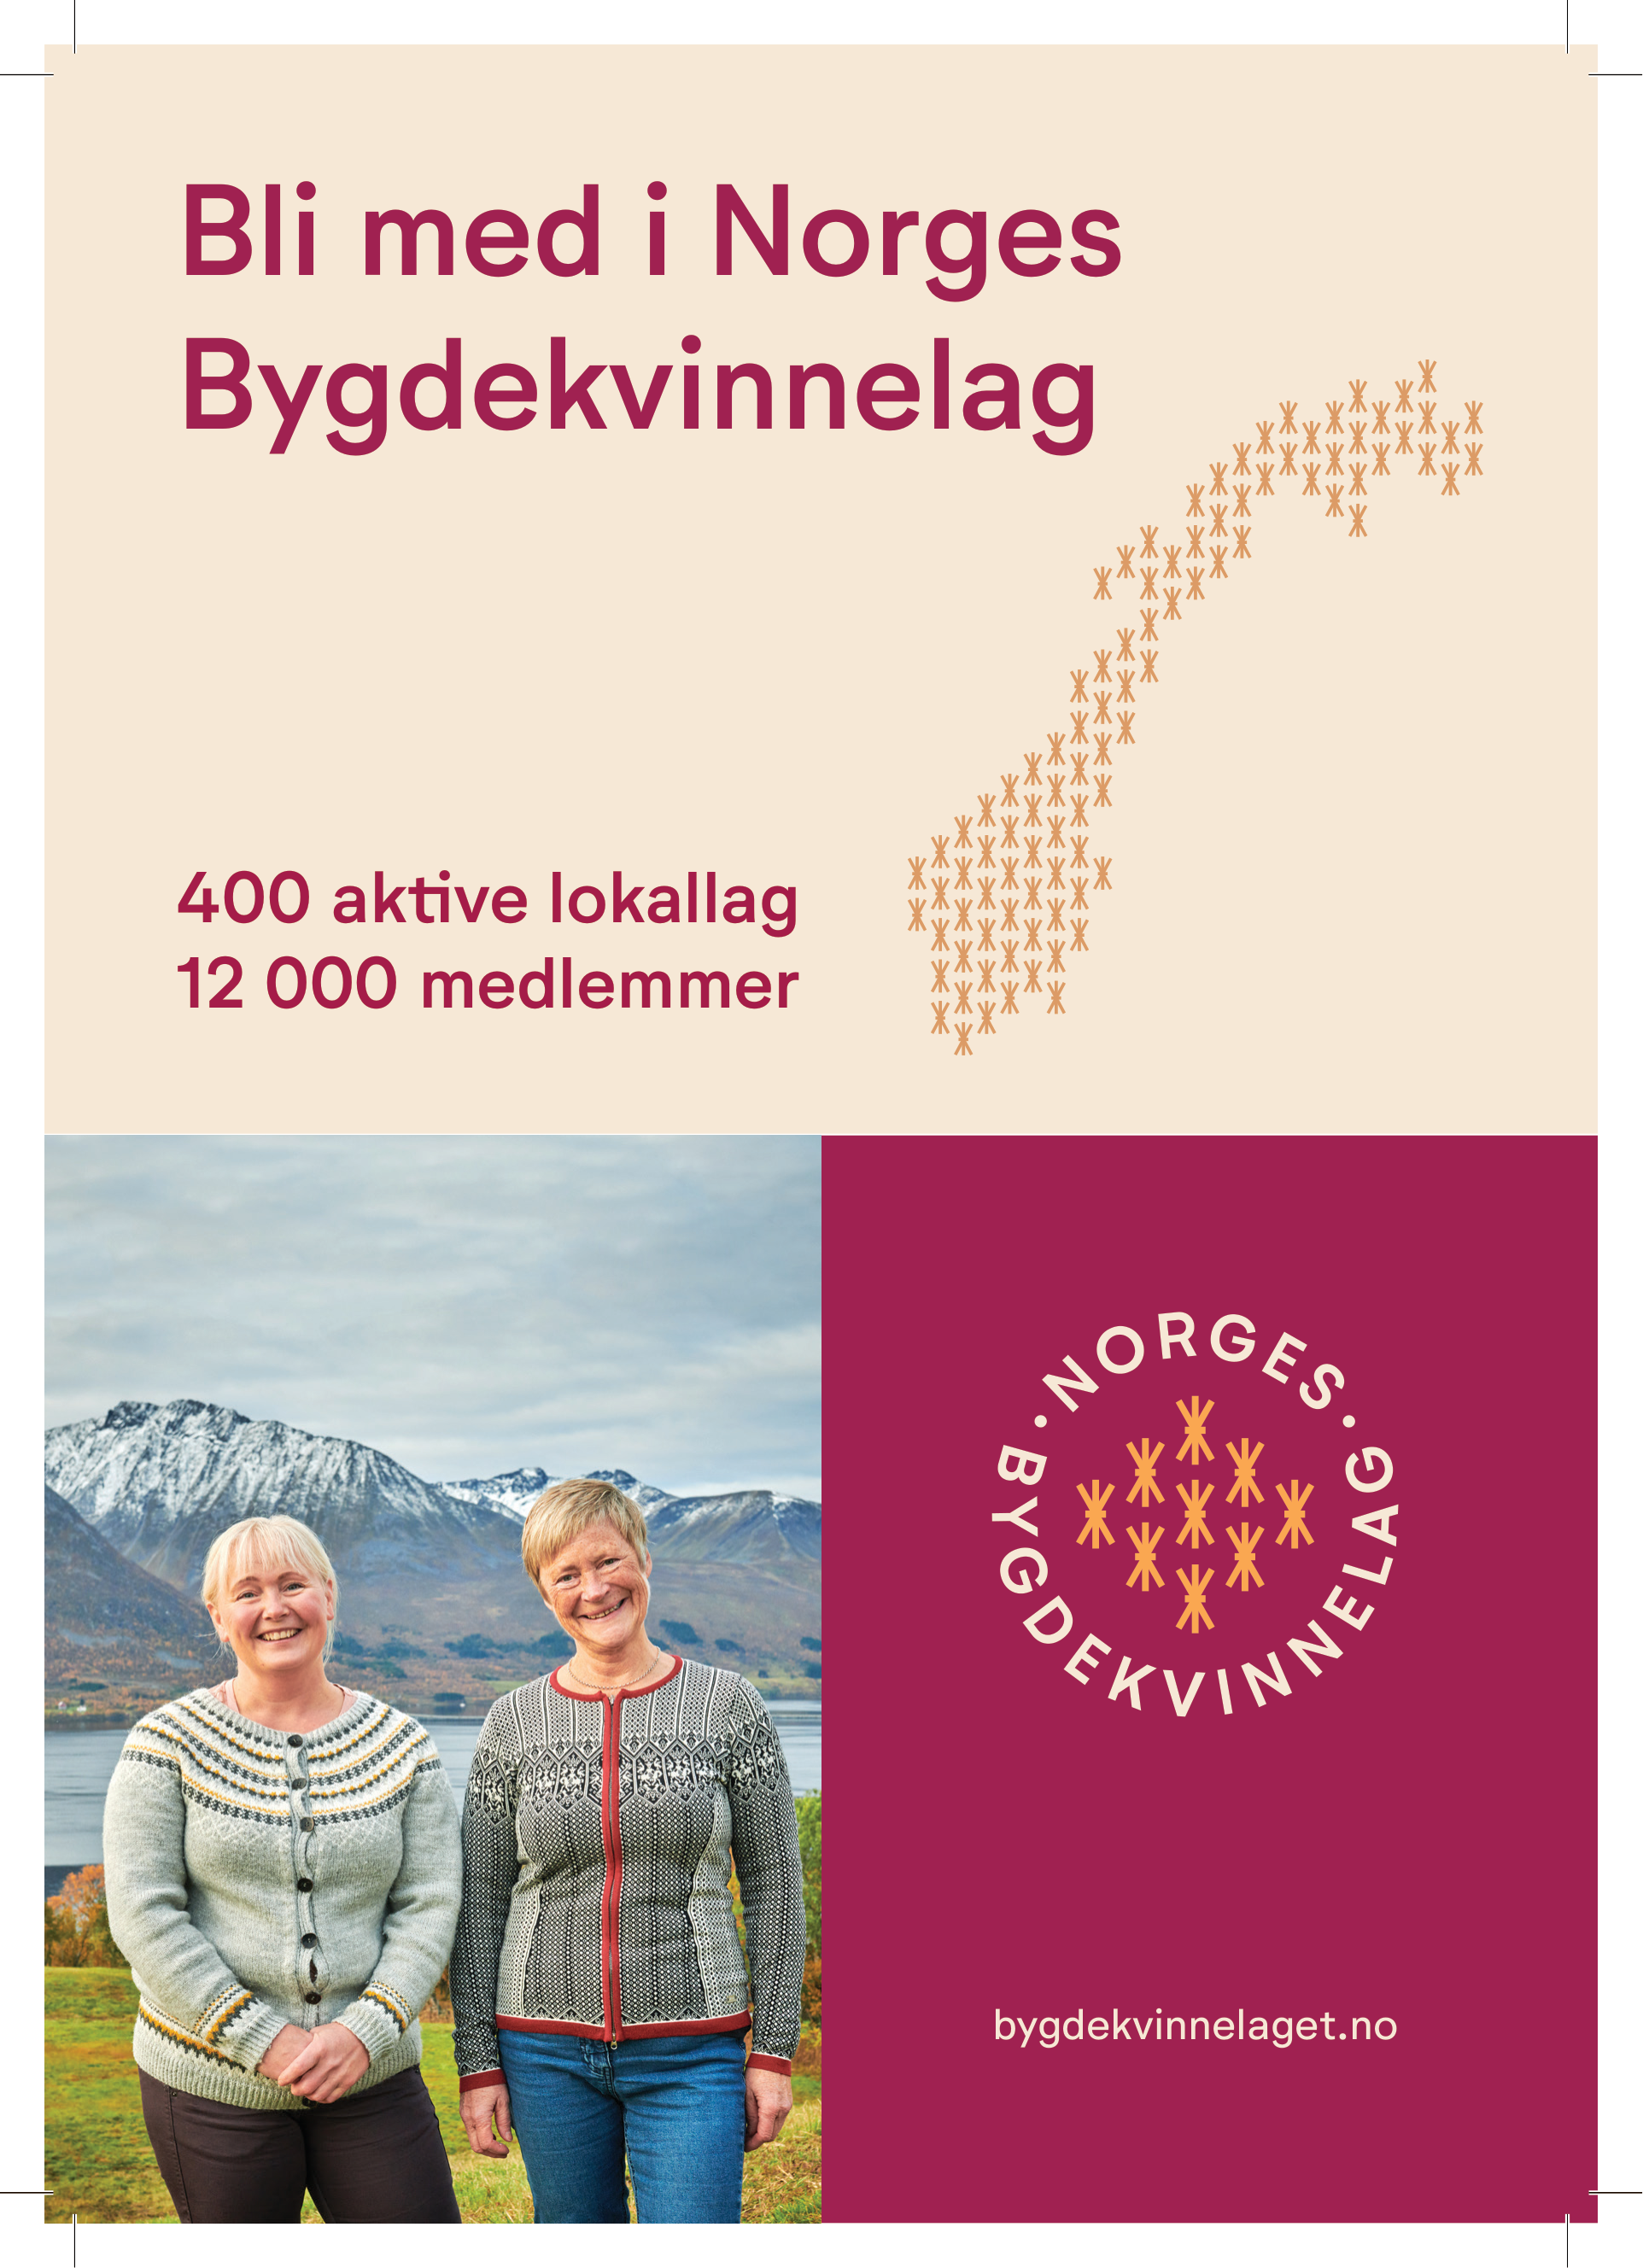 Bli med i Norges
Bygdekvinnelag
400 aktive lokallag
12 000 medlemmer
• NORGES •
BYGDEKVINNELAG
bygdekvinnelaget.no